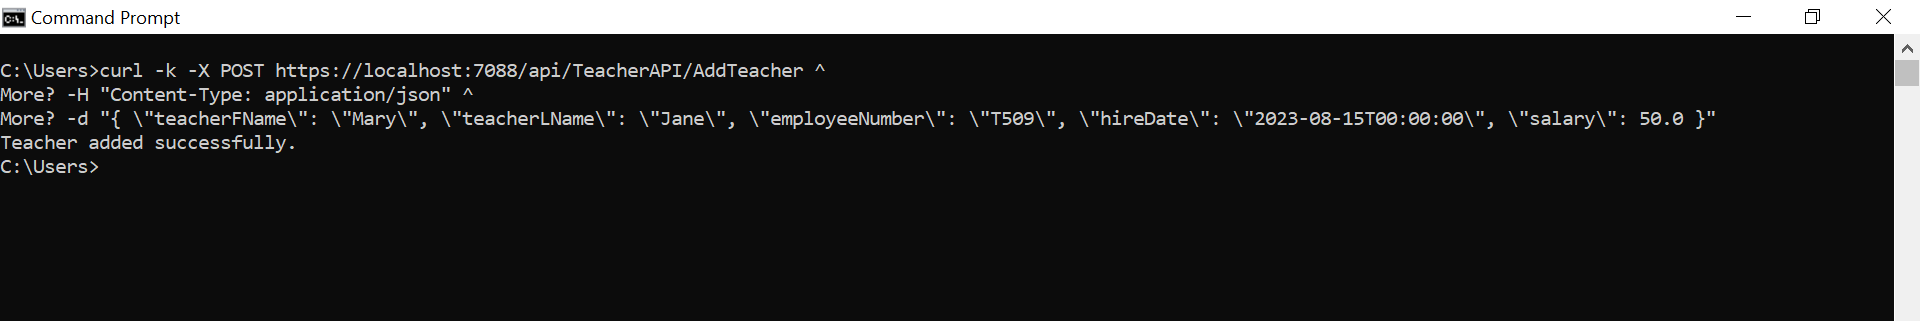 Command Prompt
C:\Users>curl -k -X POST https://localhost:7088/api/TeacherAPI/AddTeacher ^
More? -H "Content-Type: application/json" ^
More? -d "{ \"teacherFName\": \"Mary\", \"teacherLName\": \"Jane\", \"employeeNumber\": \"T509\", \"hireDate\": \"2023-08-15T00:00:00\", \"salary\": 50.0 }"
Teacher added successfully.
C:\Users>